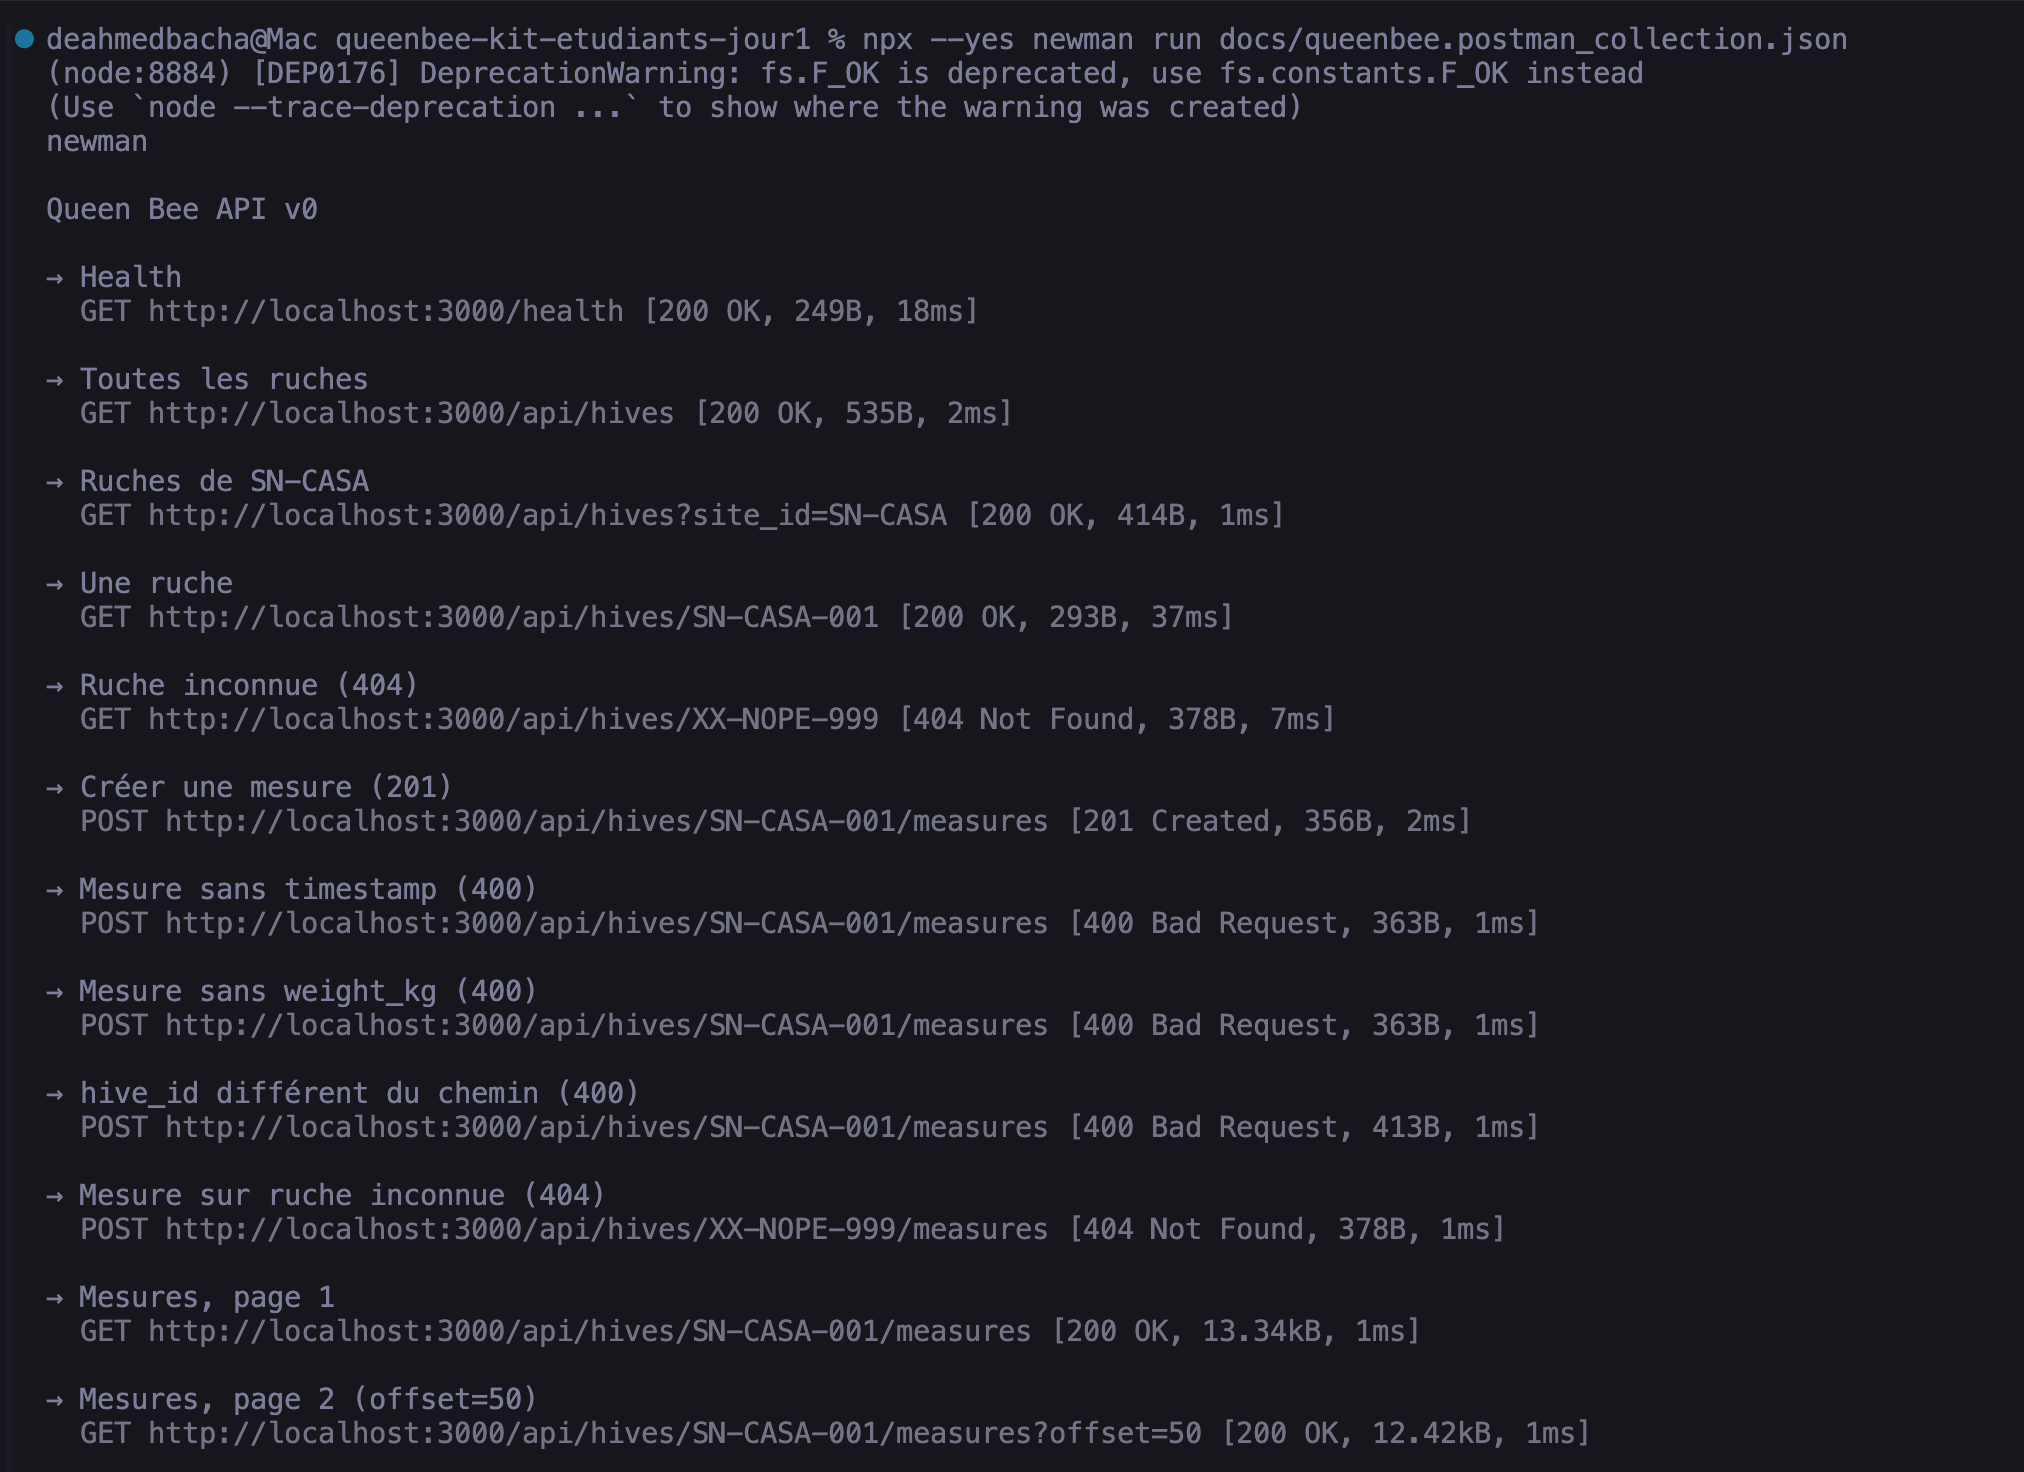 deahmedbacha@Mac queenbee-kit-etudiants-jour1 % npx --yes newman run docs/queenbee.postman_collection.json
(node:8884) [DEP0176] DeprecationWarning: fs.F_OK is deprecated, use fs.constants.F_OK instead
(Use `node --trace-deprecation ...` to show where the warning was created)
newman
Queen Bee API v0
→ Health
GET http://localhost:3000/health [200 OK, 249B, 18ms]
→ Toutes les ruches
GET http://localhost:3000/api/hives [200 OK, 535B, 2ms]
→ Ruches de SN-CASA
GET http://localhost:3000/api/hives?site_id=SN-CASA [200 OK, 414B, 1ms]
→ Une ruche
GET http://localhost:3000/api/hives/SN-CASA-001 [200 OK, 293B, 37ms]
→ Ruche inconnue (404)
GET http://localhost:3000/api/hives/XX-NOPE-999 [404 Not Found, 378B, 7ms]
→ Créer une mesure (201)
POST http://localhost:3000/api/hives/SN-CASA-001/measures [201 Created, 356B, 2ms]
→ Mesure sans timestamp (400)
POST http://localhost:3000/api/hives/SN-CASA-001/measures [400 Bad Request, 363B, 1ms]
→ Mesure sans weight_kg (400)
POST http://localhost:3000/api/hives/SN-CASA-001/measures [400 Bad Request, 363B, 1ms]
→ hive_id différent du chemin (400)
POST http://localhost:3000/api/hives/SN-CASA-001/measures [400 Bad Request, 413B, 1ms]
→ Mesure sur ruche inconnue (404)
POST http://localhost:3000/api/hives/XX-NOPE-999/measures [404 Not Found, 378B, 1ms]
→ Mesures, page 1
GET http://localhost:3000/api/hives/SN-CASA-001/measures [200 OK, 13.34kB, 1ms]
→ Mesures, page 2 (offset=50)
GET http://localhost:3000/api/hives/SN-CASA-001/measures?offset=50 [200 OK, 12.42kB, 1ms]